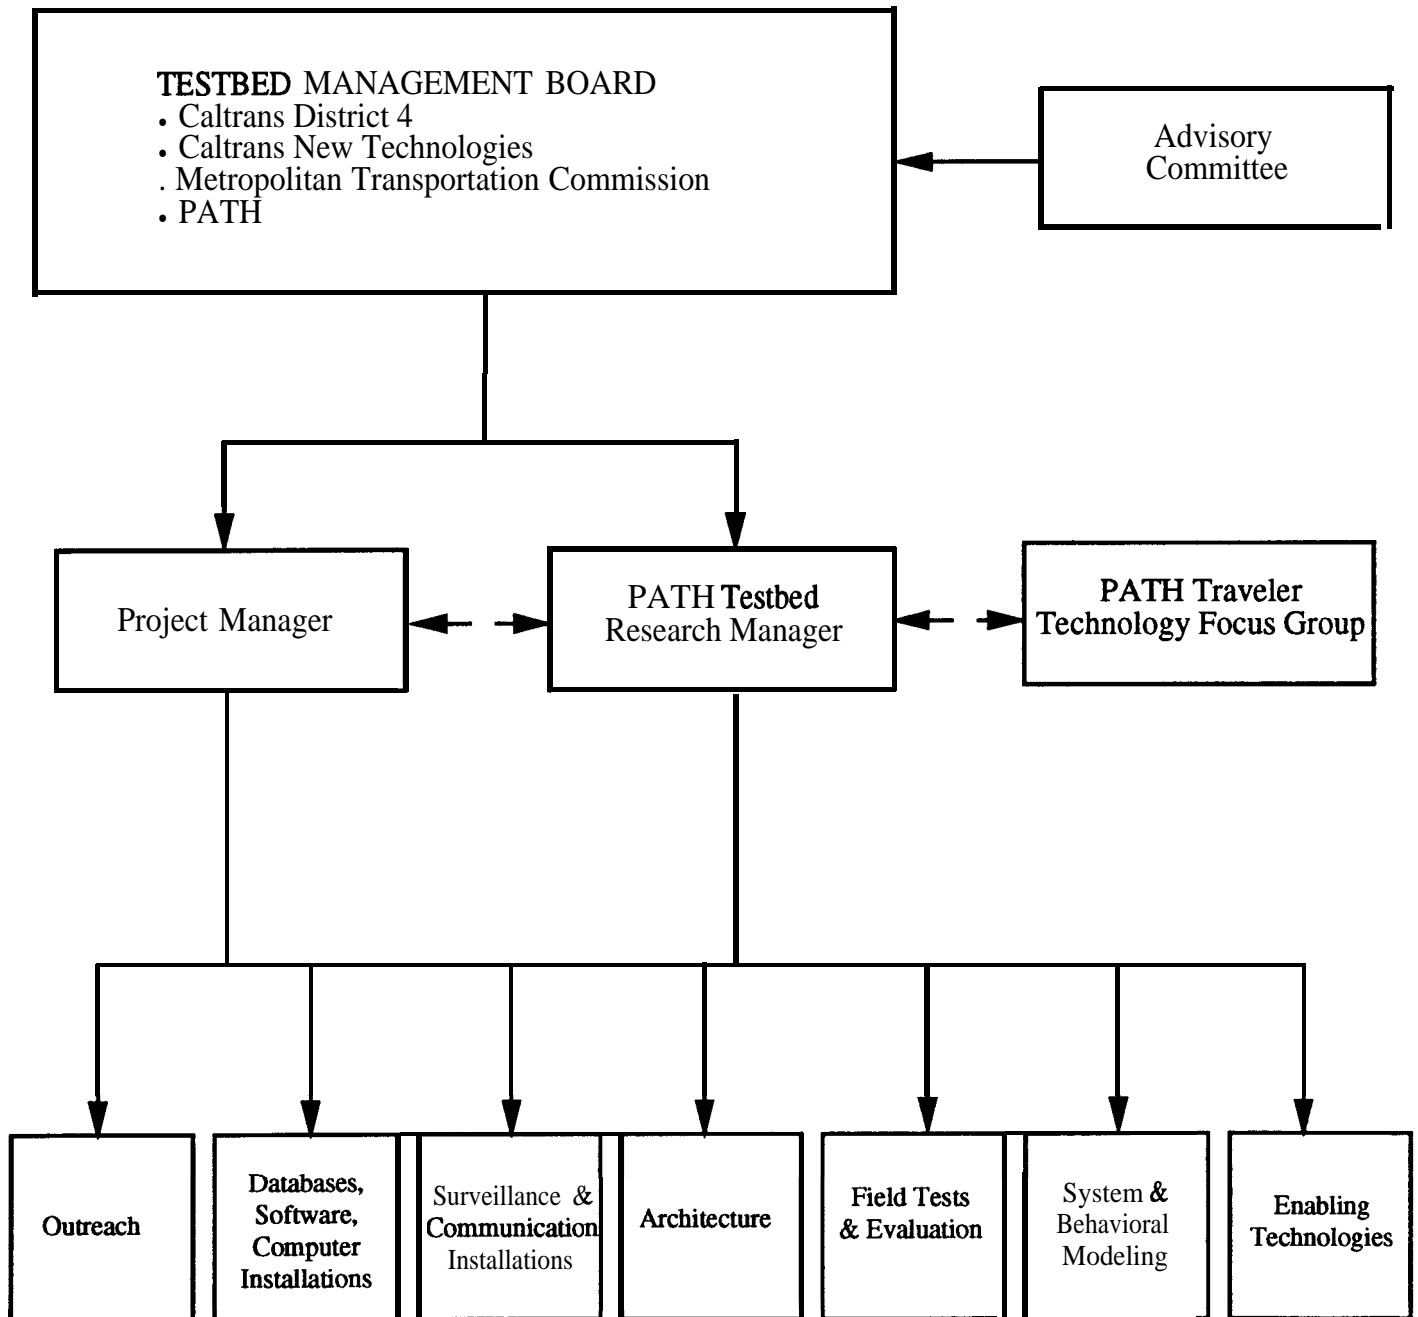 TESTBED MANAGEMENT BOARD
• Caltrans District 4
• Caltrans New Technologies
. Metropolitan Transportation Commission
• PATH
Advisory
Committee
Project Manager
PATH Testbed
Research Manager
PATH Traveler
Technology Focus Group
Outreach
Databases,
Software,
Computer
Installations
Surveillance &
Communication
Installations
Architecture
Field Tests
& Evaluation
System &
Behavioral
Modeling
Enabling
Technologies